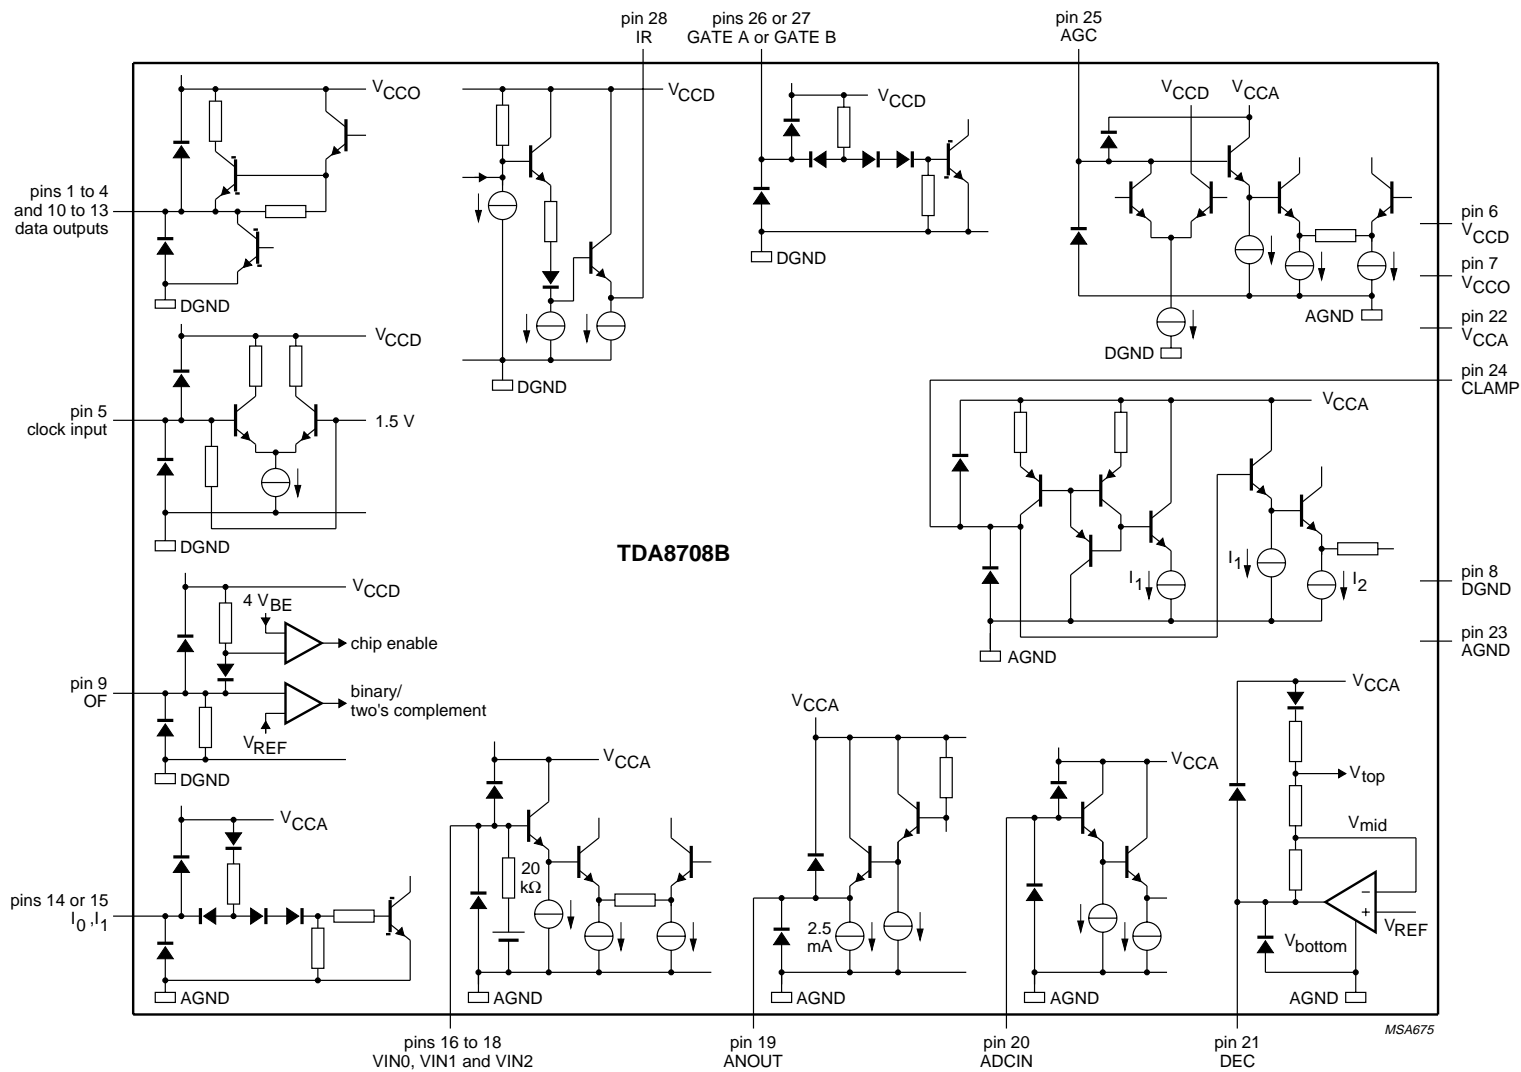 pin 28
IR
pins 26 or 27
GATE A or GATE B
pin 25
AGC
VCCO
VCCD
VCCD
VCCD
VCCA
pins 1 to 4
and 10 to 13
data outputs
pin 6
VCCD
DGND
pin 7
VCCO
DGND
AGND
pin 22
VCCA
VCCD
DGND
DGND
pin 24
CLAMP
VCCA
pin 5
clock input
1.5 V
DGND
TDA8708B
I1
I1
I2
pin 8
DGND
VCCD
4 VBE
chip enable
pin 23
AGND
AGND
pin 9
OF
binary/
two's complement
VREF
DGND
VCCA
VCCA
VCCA
VCCA
Vtop
VCCA
Vmid
20
kΩ
pins 14 or 15
I0 ,I1
2.5
mA
−
+
VREF
Vbottom
AGND
AGND
AGND
AGND
AGND
MSA675
pins 16 to 18
VIN0, VIN1 and VIN2
pin 19
ANOUT
pin 20
ADCIN
pin 21
DEC